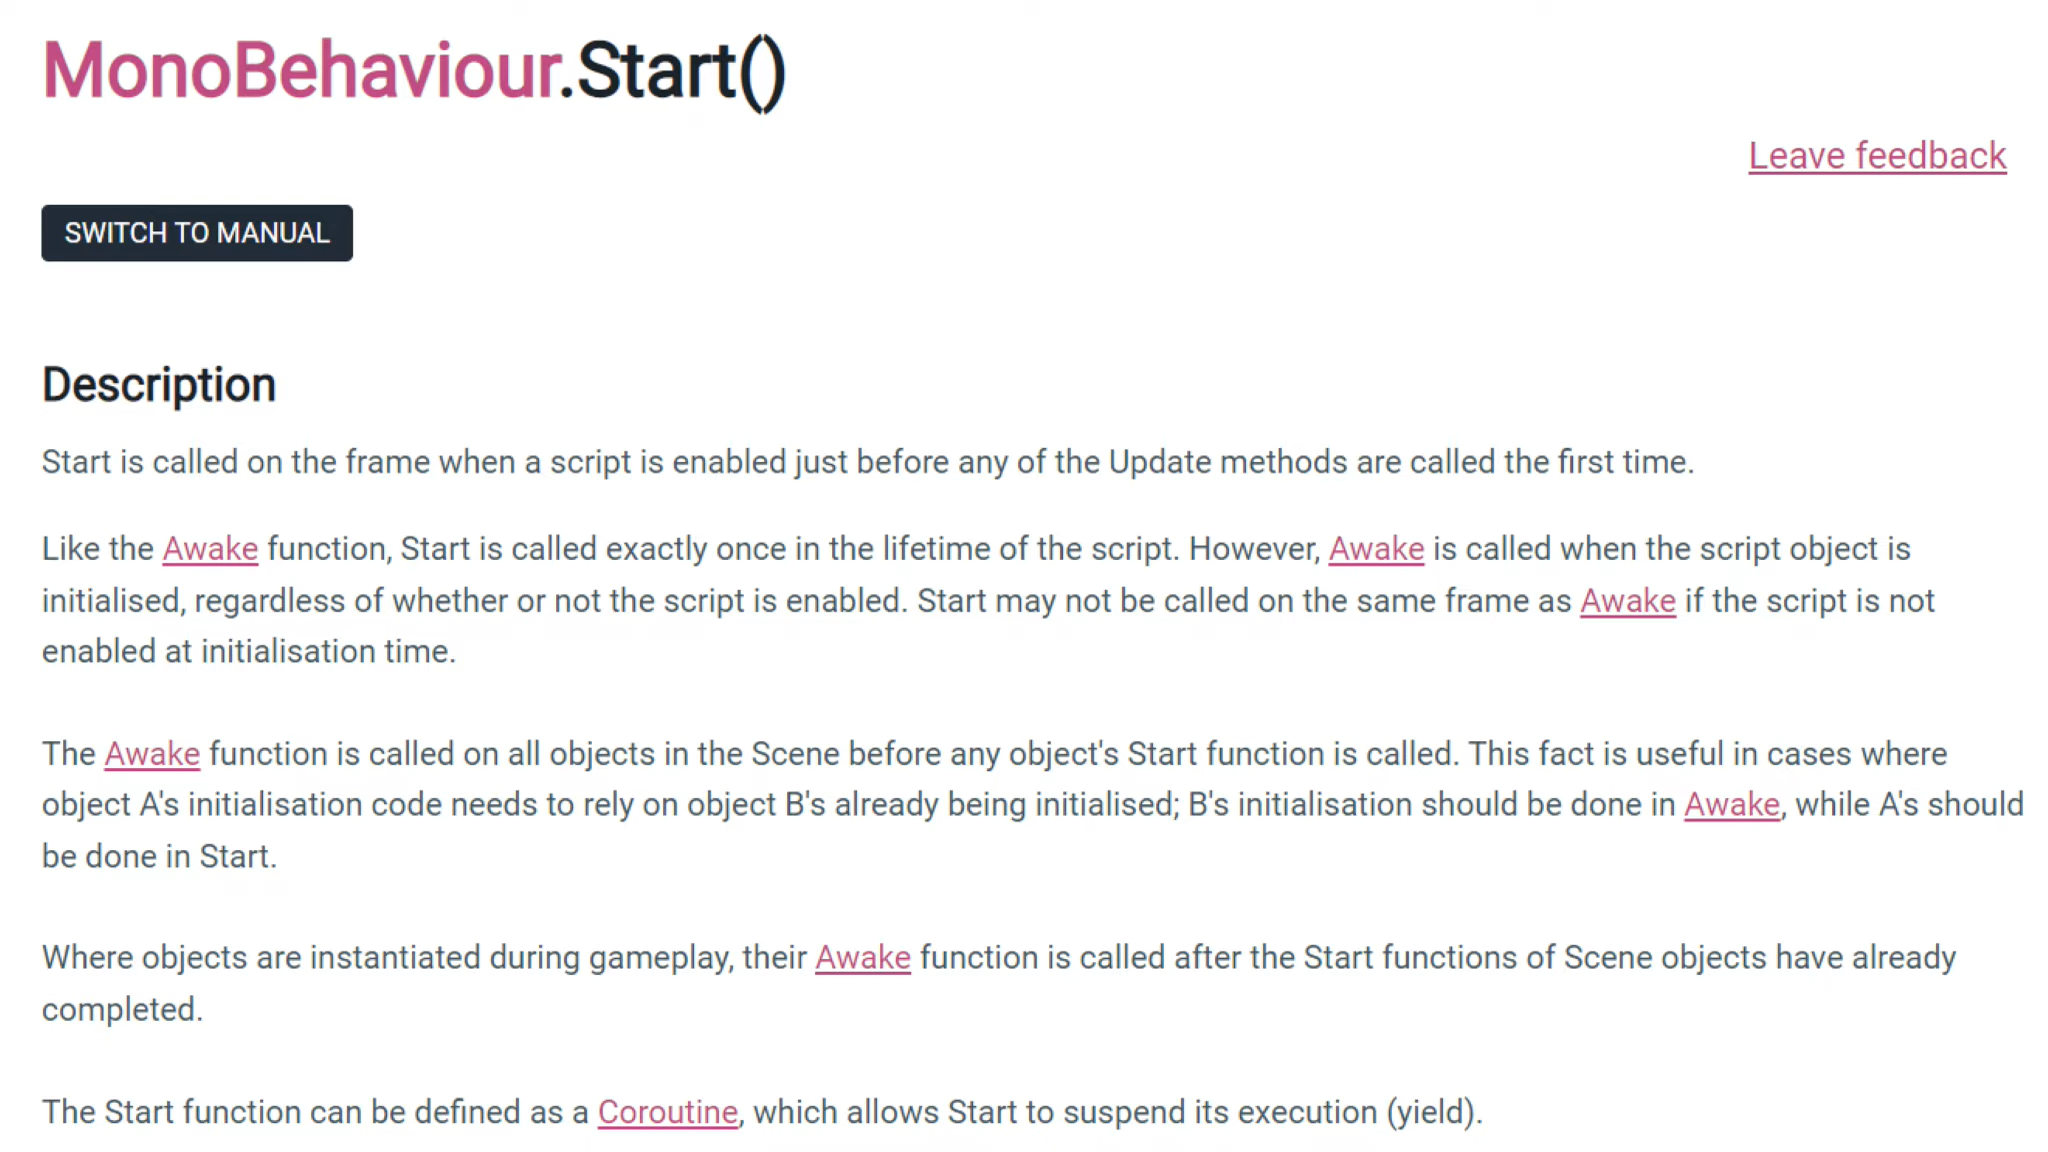 MonoBehaviour.Start()
Leave feedback
SWITCH TO MANUAL
Description
Start is called on the frame when a script is enabled just before any of the Update methods are called the first time.
Like the Awake function, Start is called exactly once in the lifetime of the script. However, Awake is called when the script object is
initialised, regardless of whether or not the script is enabled. Start may not be called on the same frame as Awake if the script is not
enabled at initialisation time.
The Awake function is called on all objects in the Scene before any object's Start function is called. This fact is useful in cases where
object A's initialisation code needs to rely on object B's already being initialised; B's initialisation should be done in Awake, while A's should
be done in Start.
Where objects are instantiated during gameplay, their Awake function is called after the Start functions of Scene objects have already
completed.
The Start function can be defined as a Coroutine, which allows Start to suspend its execution (yield).